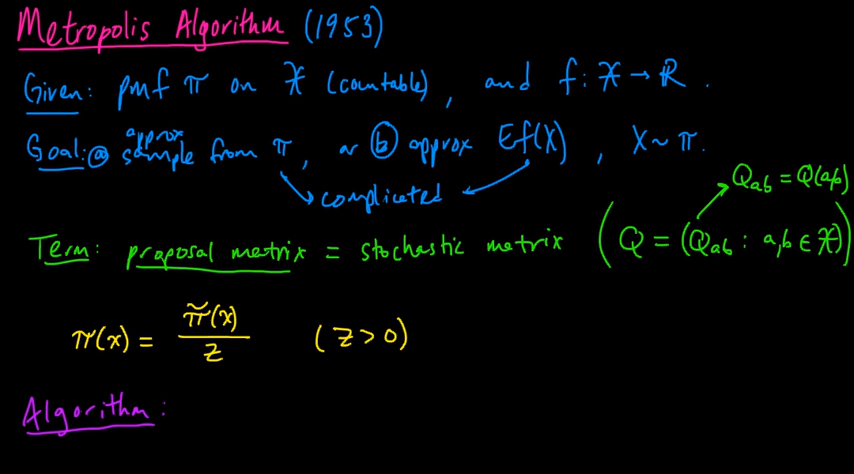 Metropolis Algorithm (1953)
Given: pmf π on 𝒳 (countable), and f: 𝒳 → ℝ.
Goal: ⓐ approx sample from π, or ⓑ approx Ef(X), X ~ π.
complicated
Q_ab = Q(a,b)
Term: proposal matrix = stochastic matrix (Q = (Q_ab : a,b ∈ 𝒳))
π(x) = π̃(x) / z (z > 0)
Algorithm: